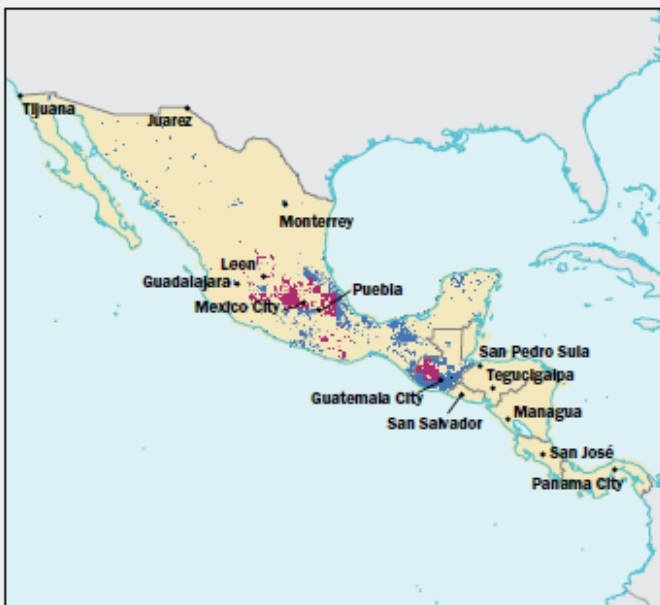 Tijuana
Juarez
Monterrey
Leon
Guadalajara
Mexico City
Puebla
San Pedro Sula
Tegucigalpa
Guatemala City
San Salvador
Managua
San José
Panama City